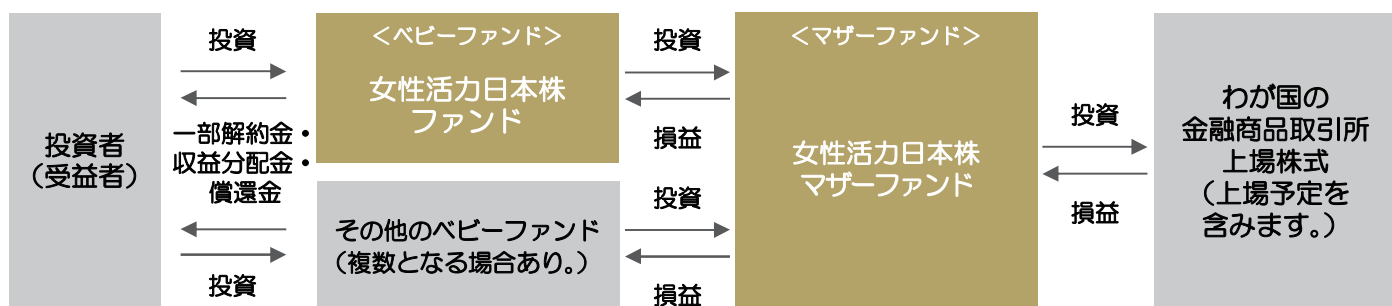 投資者
（受益者）
投資
一部解約金・
収益分配金・
償還金
投資
＜ベビーファンド＞
女性活力日本株
ファンド
その他のベビーファンド
（複数となる場合あり。）
投資
損益
投資
損益
＜マザーファンド＞
女性活力日本株
マザーファンド
投資
損益
わが国の
金融商品取引所
上場株式
（上場予定を
含みます。）